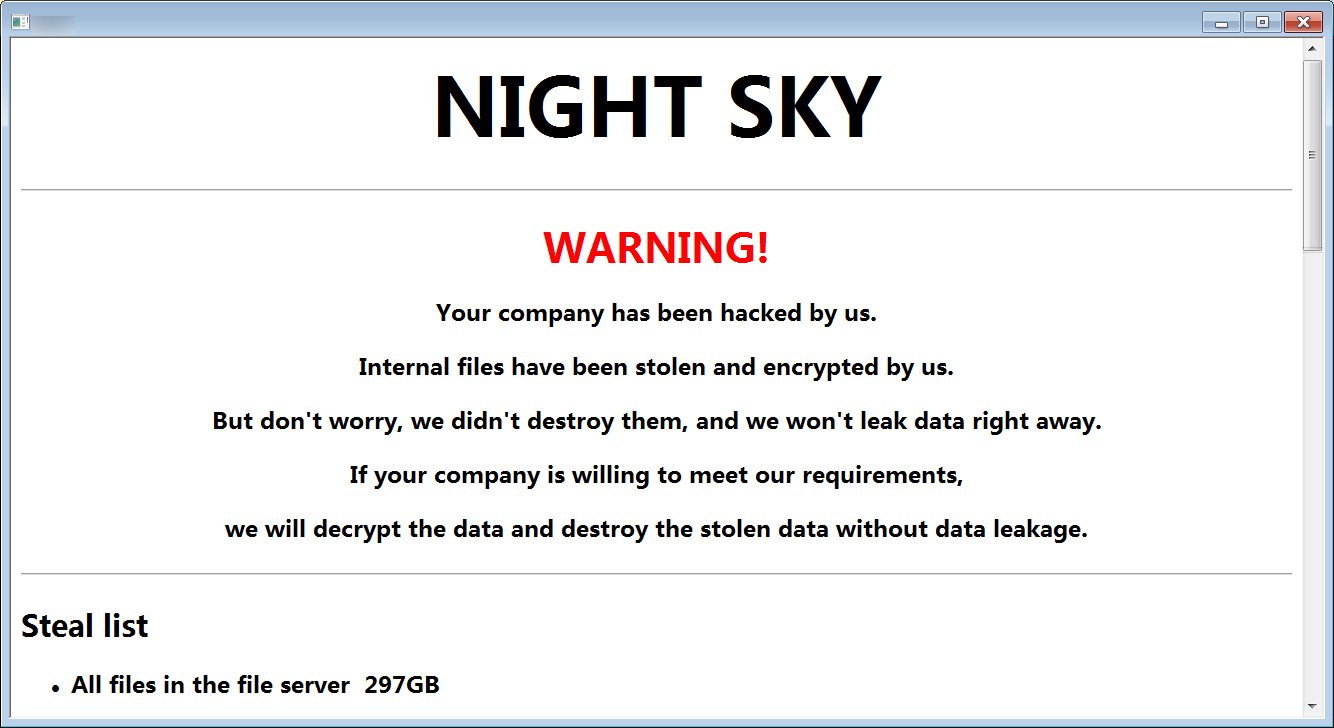 NIGHT SKY
WARNING!
Your company has been hacked by us.
Internal files have been stolen and encrypted by us.
But don't worry, we didn't destroy them, and we won't leak data right away.
If your company is willing to meet our requirements,
we will decrypt the data and destroy the stolen data without data leakage.
Steal list
• All files in the file server 297GB